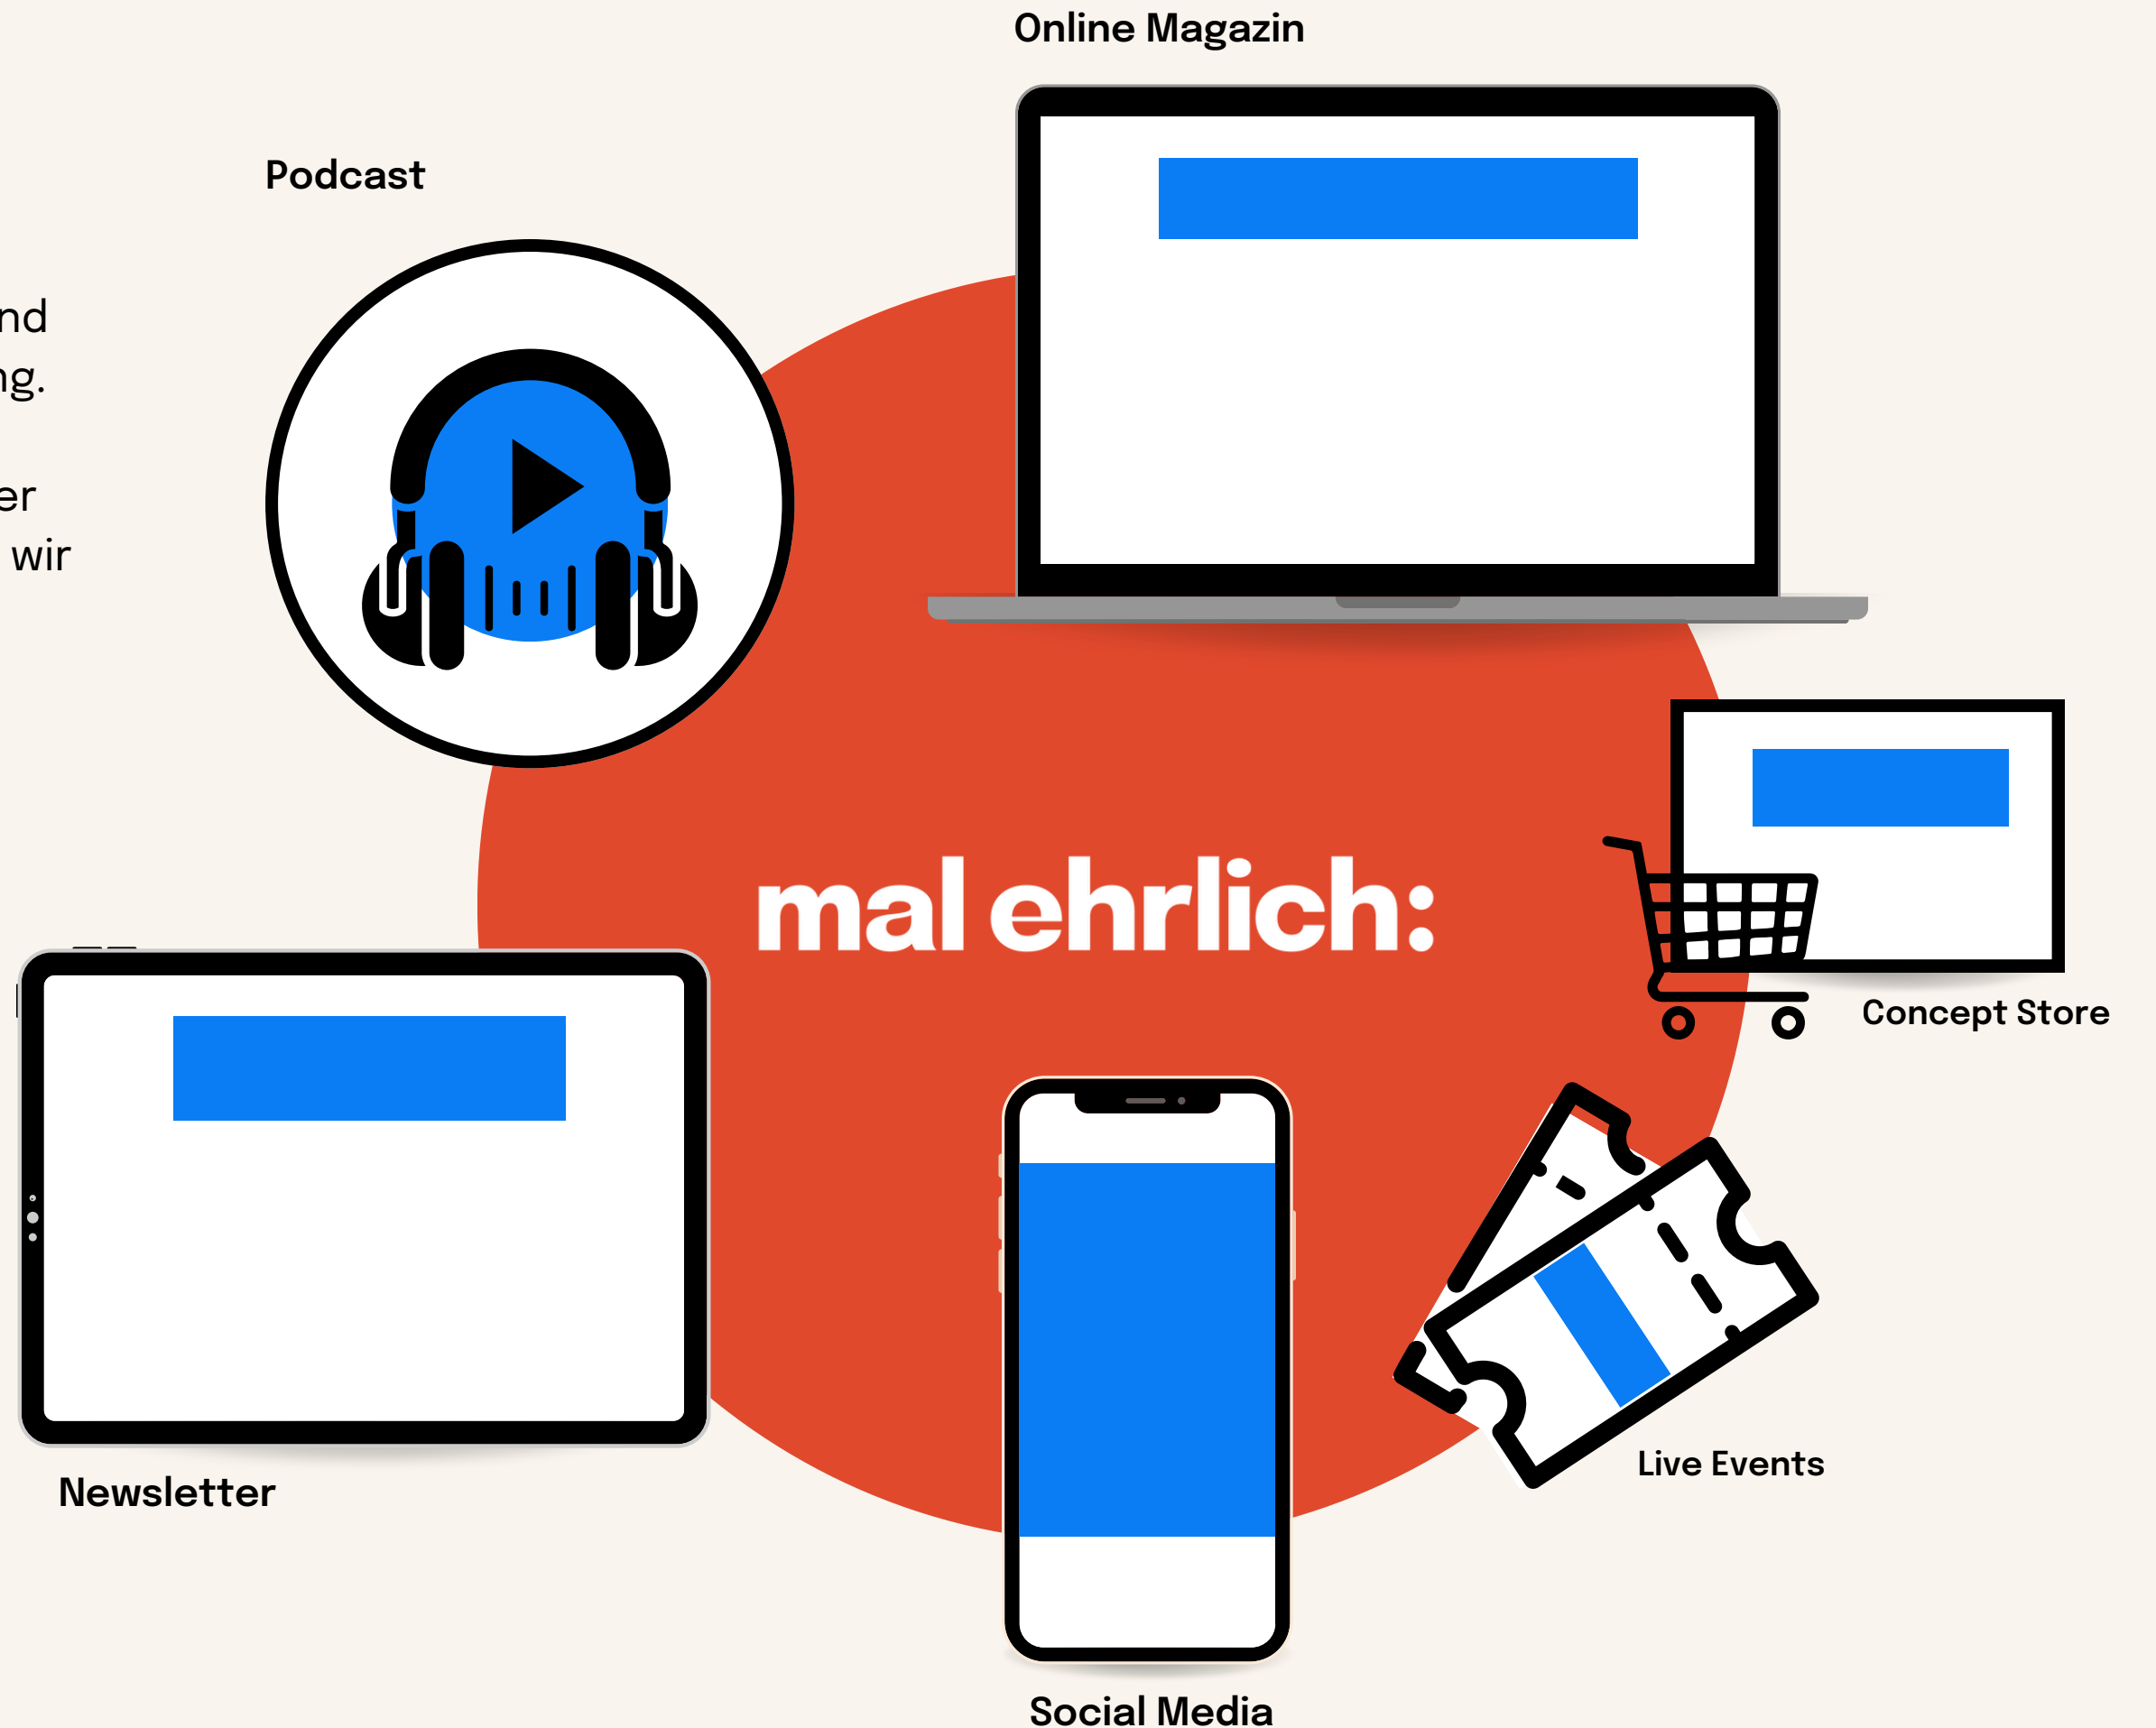 Online Magazin
Podcast
nd
ng.
er
wir
mal ehrlich:
Concept Store
Live Events
Newsletter
Social Media